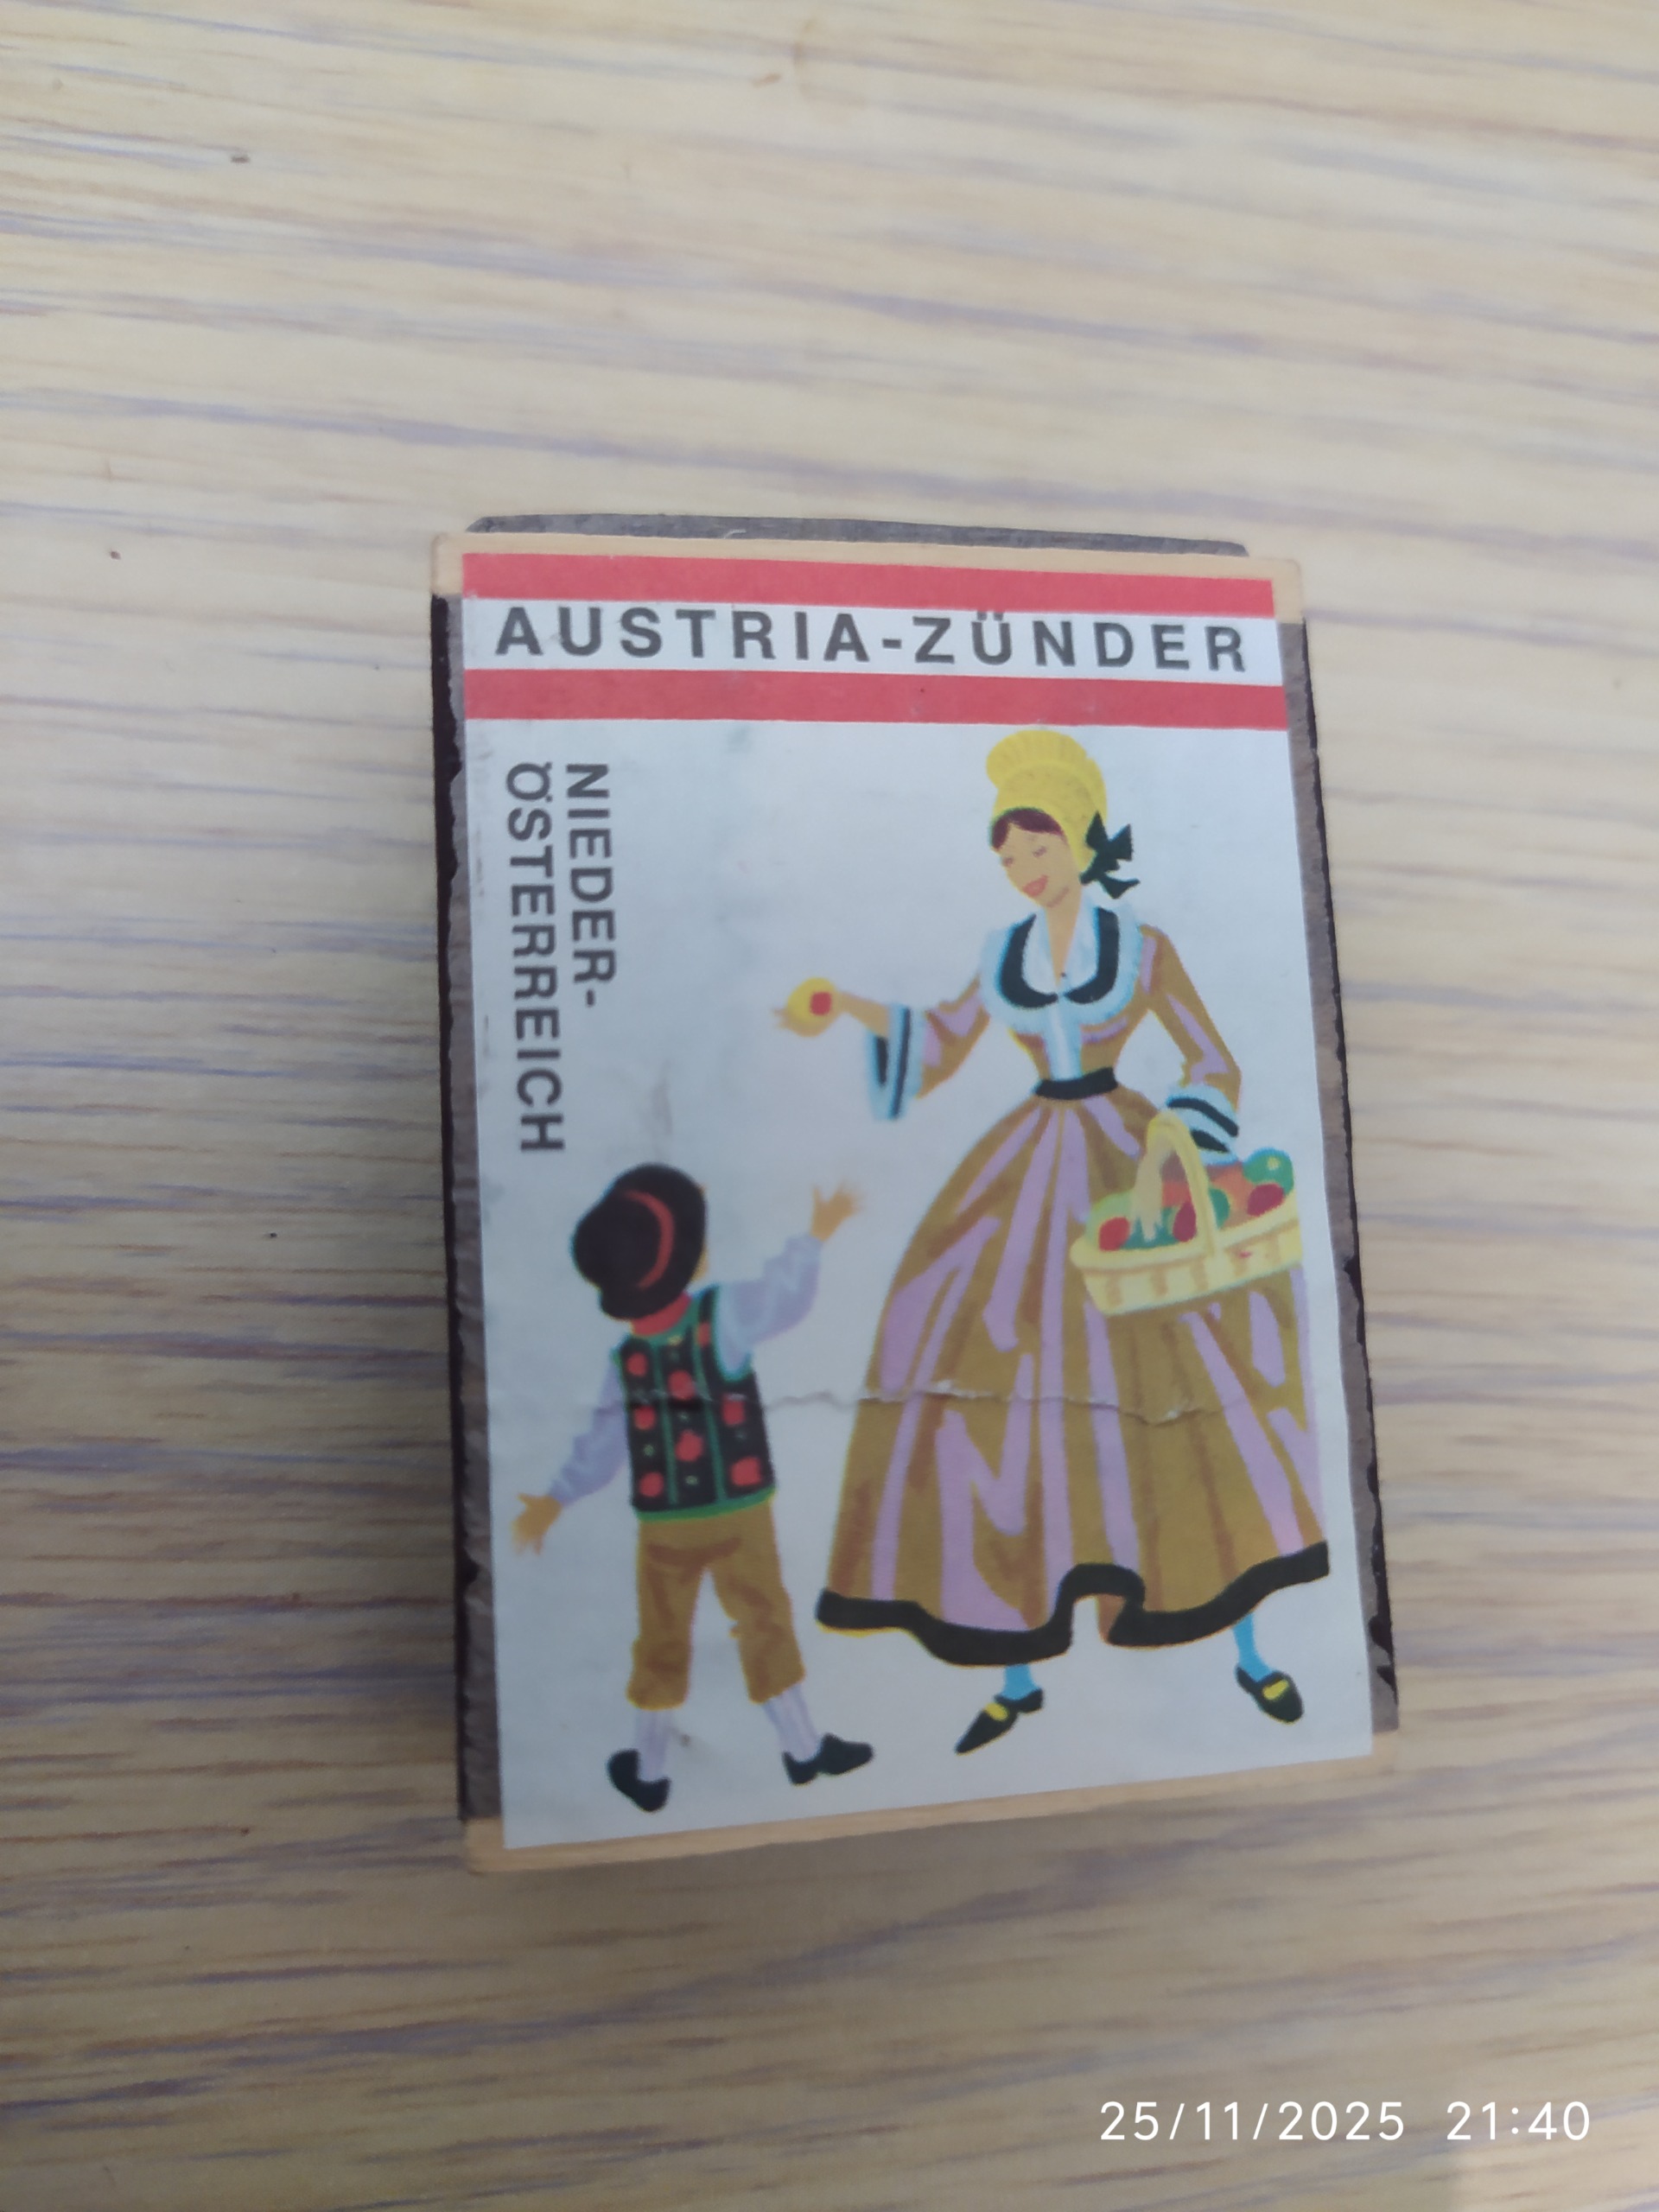 AUSTRIA-ZÜNDER
NIEDER-
ÖSTERREICH
25/11/2025 21:40